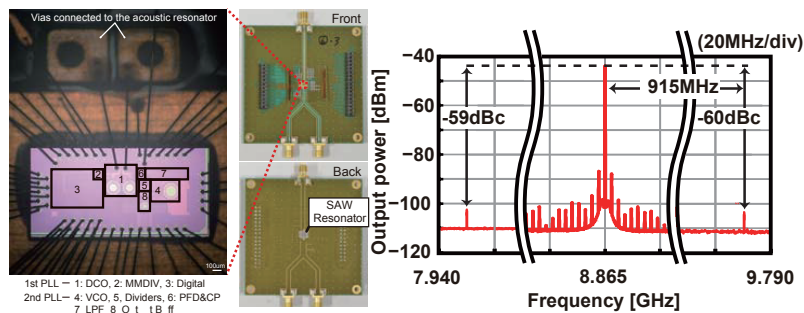 Vias connected to the acoustic resonator
3
2
1
6
7
5
4
8
100um
1st PLL – 1: DCO, 2: MMDIV, 3: Digital
2nd PLL – 4: VCO, 5, Dividers, 6: PFD&CP
7 LPF 8 O t t B ff
Front
Back
SAW
Resonator
(20MHz/div)
Output power [dBm]
−40
−60
−80
−100
−120
-59dBc
915MHz
-60dBc
7.940
8.865
9.790
Frequency [GHz]